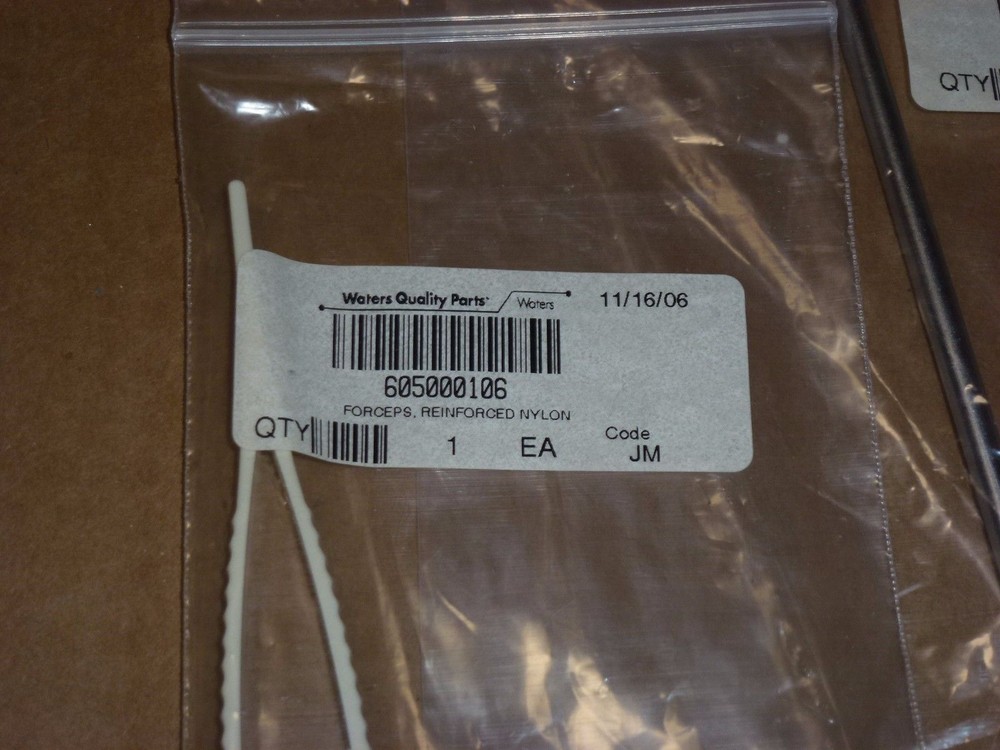 Waters Quality Parts Waters 11/16/06
605000106
FORCEPS, REINFORCED NYLON
QTY 1 EA Code JM
QTY